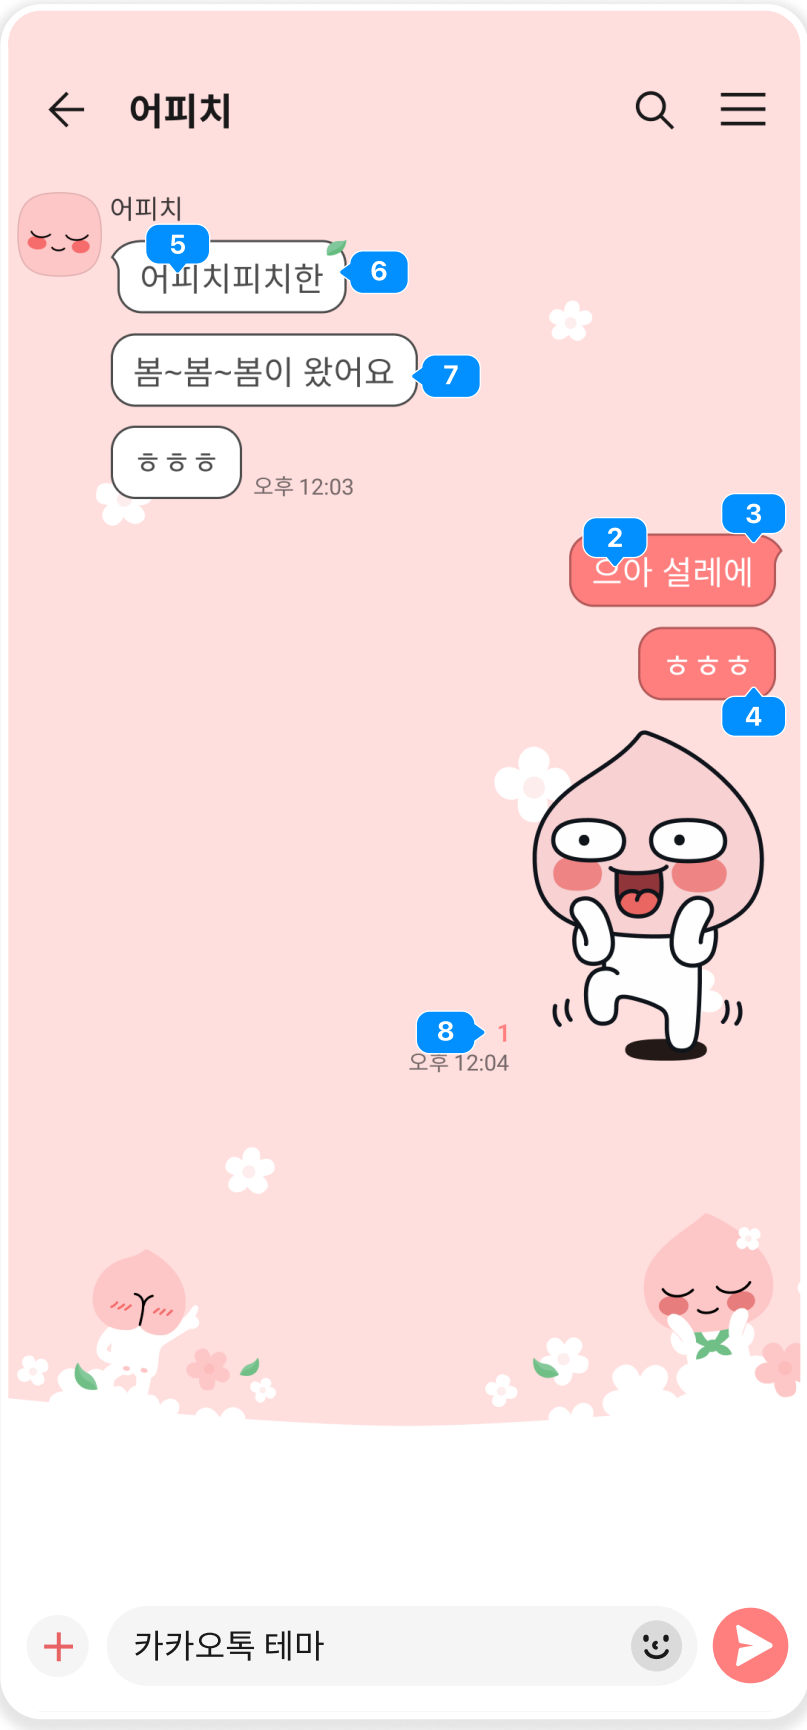 어피치
어피치
5
어피치피치한
6
봄~봄~봄이 왔어요
7
ㅎㅎㅎ
오후 12:03
3
2
으아 설레에
ㅎㅎㅎ
4
8
1
오후 12:04
카카오톡 테마